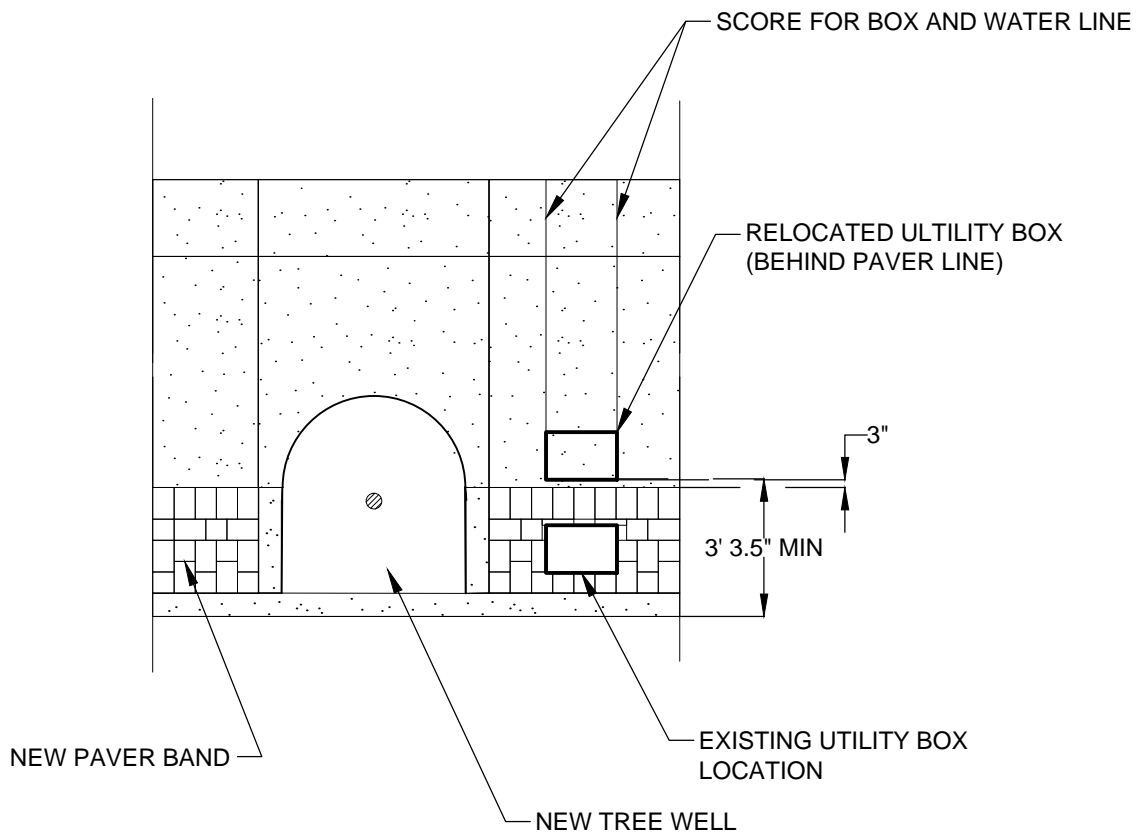 SCORE FOR BOX AND WATER LINE
RELOCATED ULTILITY BOX
(BEHIND PAVER LINE)
3"
3' 3.5" MIN
EXISTING UTILITY BOX
LOCATION
NEW PAVER BAND
NEW TREE WELL